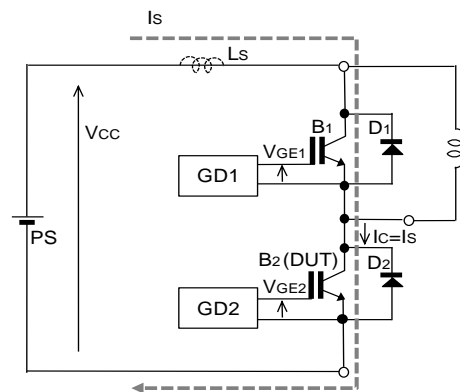 Is
Ls
Vcc
B1
D1
VGE1
GD1
PS
IC=IS
B2(DUT)
D2
VGE2
GD2